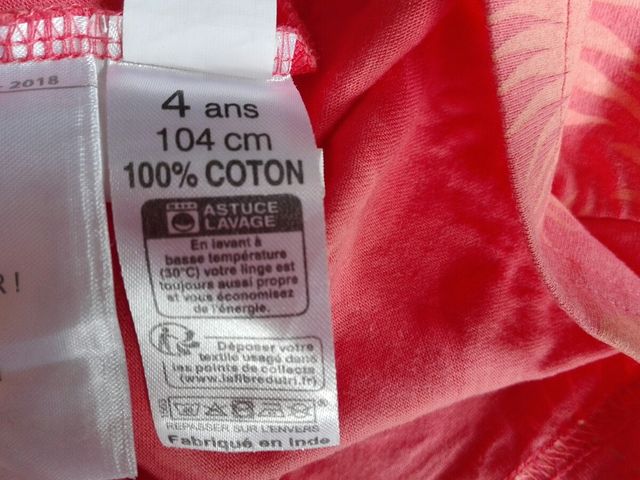 - 2018
R !
4 ans
104 cm
100% COTON
ASTUCE
LAVAGE
En lavant à
basse température
(30°C) votre linge est
toujours aussi propre
et vous économisez
de l'énergie.
Déposer votre
textile usagé dans
les points de collecte
(www.lafibredutri.fr)
REPASSER SUR L'ENVERS
Fabriqué en Inde